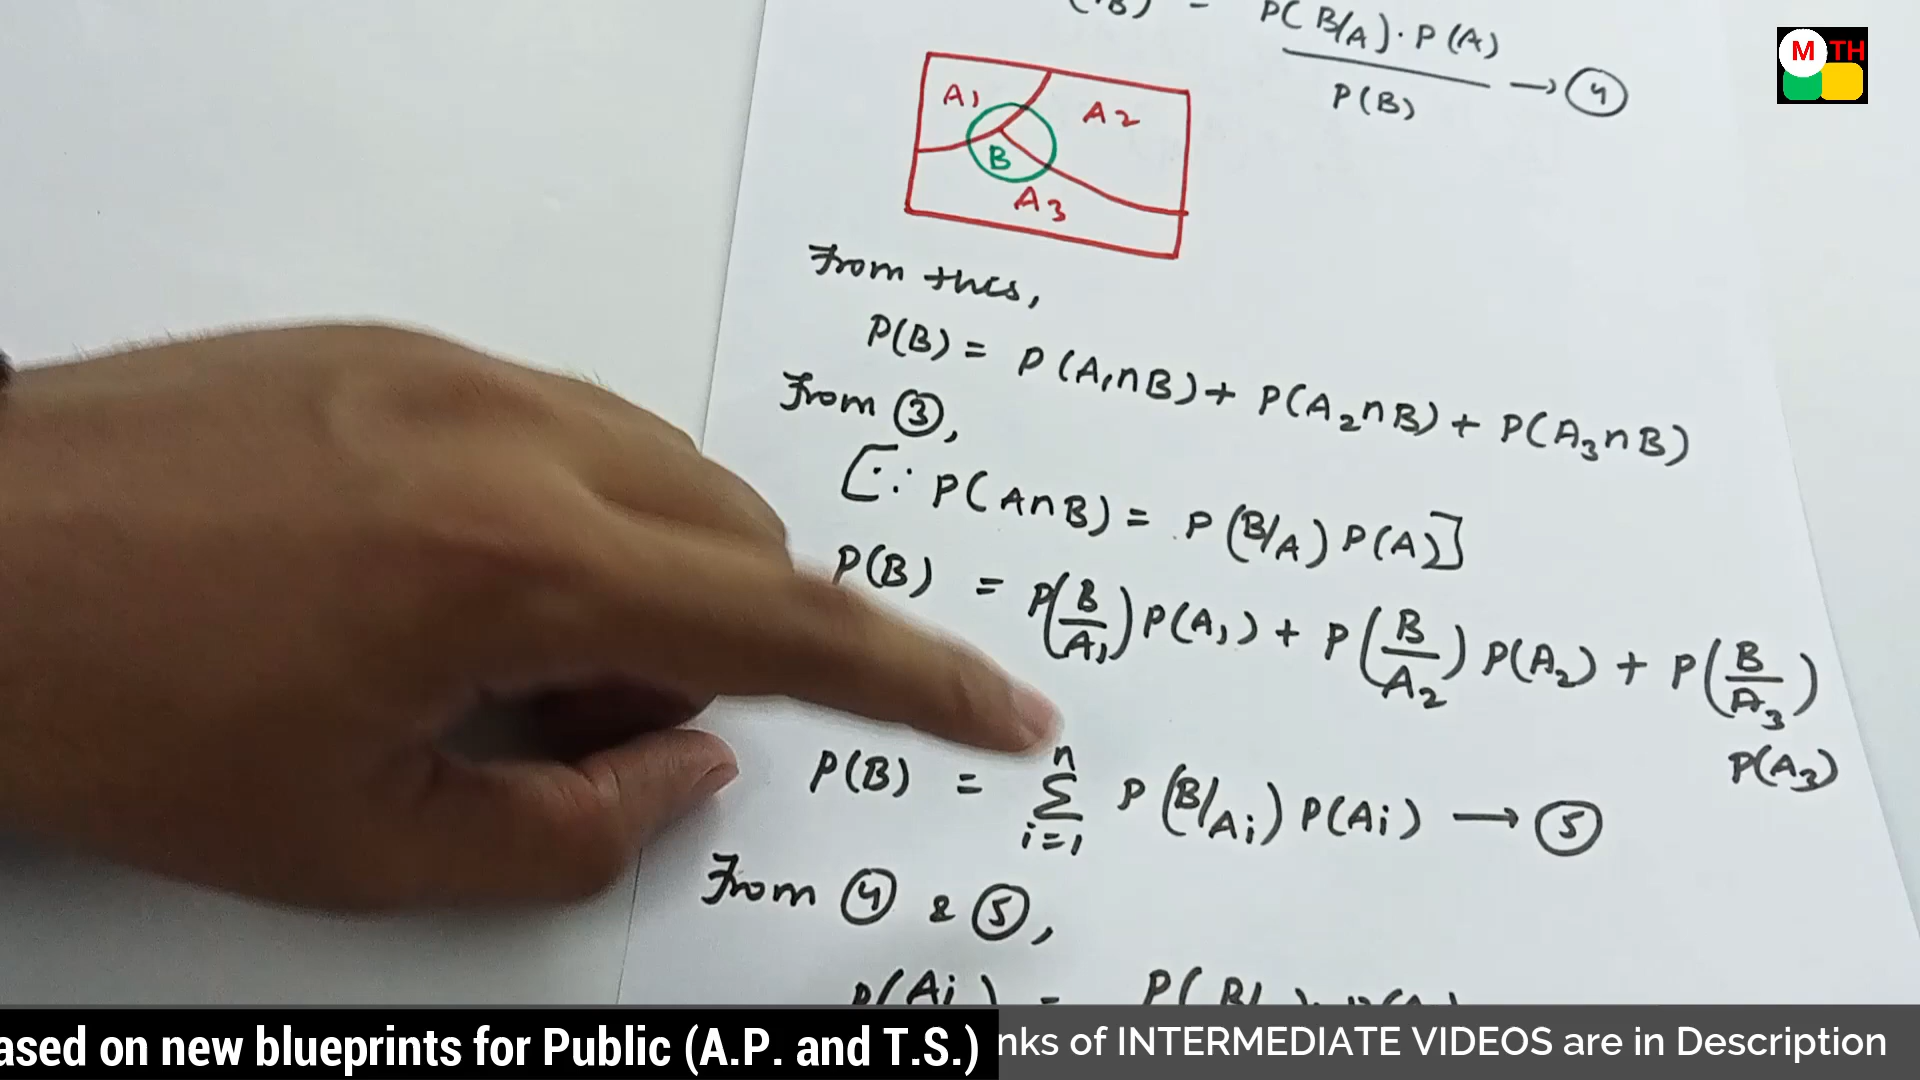 P(B/A) · P(A)
P(B) → ④
M TH
A1
A2
B
A3
From this,
P(B) = P(A₁∩B) + P(A₂∩B) + P(A₃∩B)
From ③,
[∵ P(A∩B) = P(B/A) P(A)]
P(B) = P(B/A₁) P(A₁) + P(B/A₂) P(A₂) + P(B/A₃)
P(A₃)
P(B) = n Σ i=1 P(B/Ai) P(Ai) → ⑤
From ④ & ⑤,
ased on new blueprints for Public (A.P. and T.S.)
nks of INTERMEDIATE VIDEOS are in Description